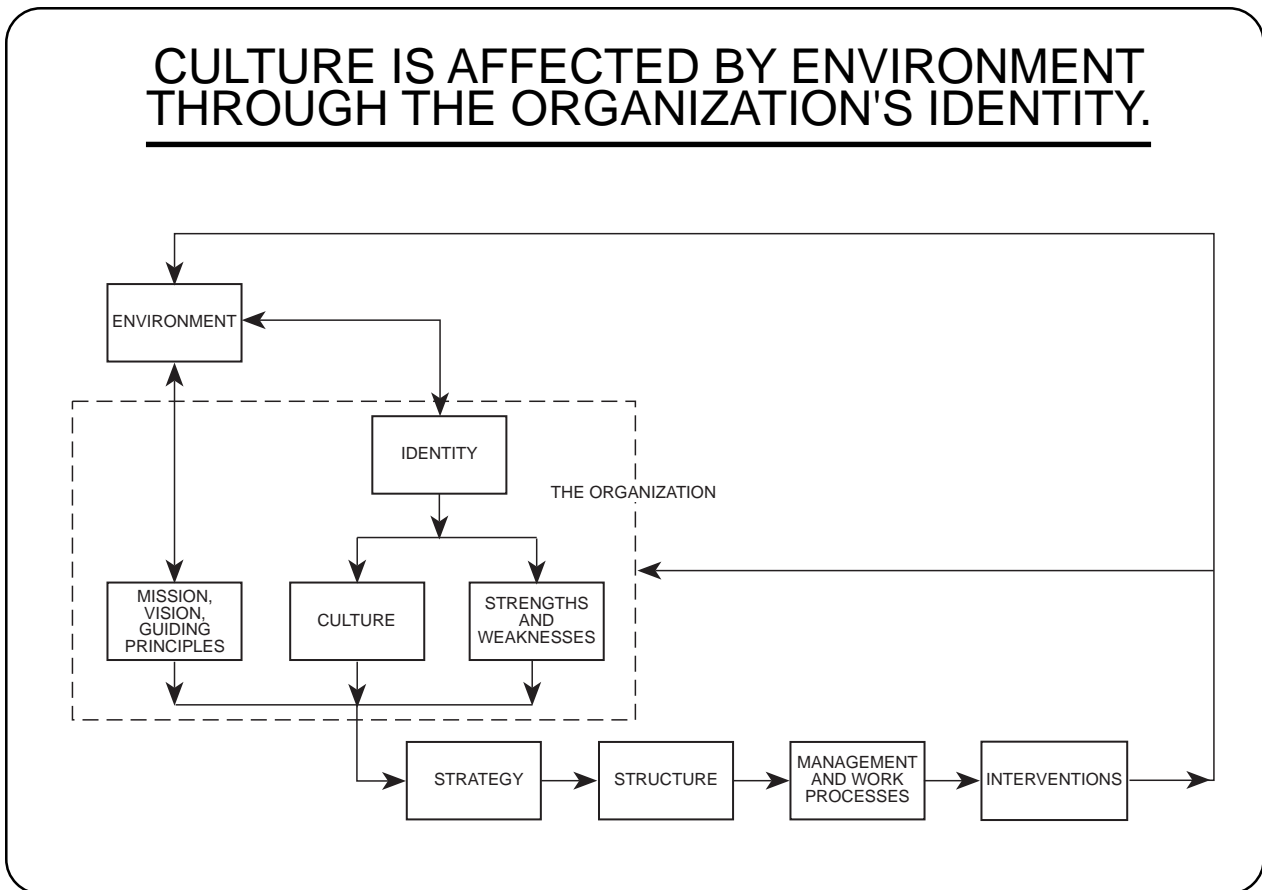 CULTURE IS AFFECTED BY ENVIRONMENT
THROUGH THE ORGANIZATION'S IDENTITY.
ENVIRONMENT
IDENTITY
THE ORGANIZATION
MISSION,
VISION,
GUIDING
PRINCIPLES
CULTURE
STRENGTHS
AND
WEAKNESSES
STRATEGY
STRUCTURE
MANAGEMENT
AND WORK
PROCESSES
INTERVENTIONS